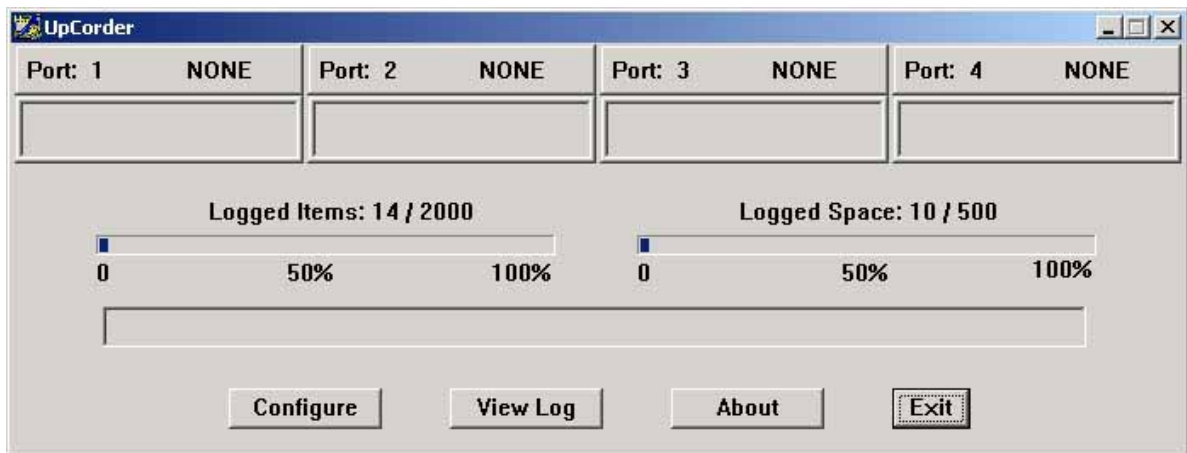 UpCorder
Port: 1 NONE Port: 2 NONE Port: 3 NONE Port: 4 NONE
Logged Items: 14 / 2000 Logged Space: 10 / 500
0 50% 100% 0 50% 100%
Configure View Log About Exit